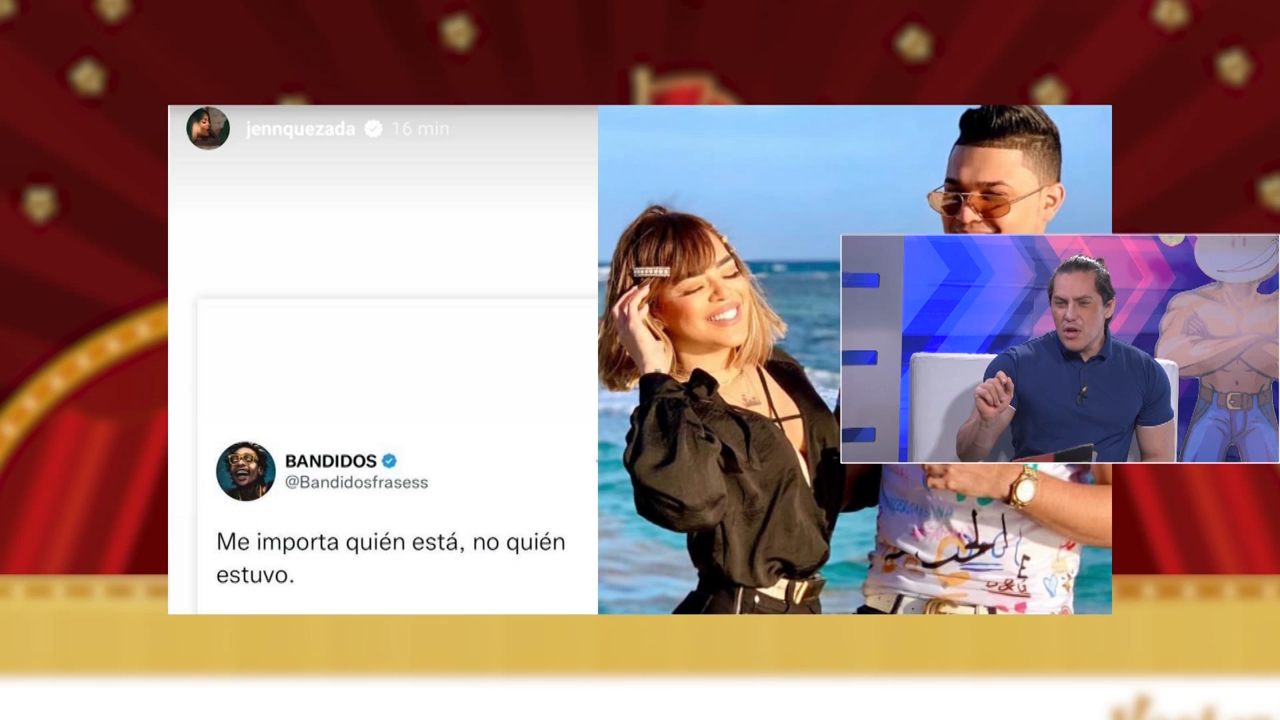 jennquezada 16 min
BANDIDOS
@Bandidosfrasess
Me importa quién está, no quién
estuvo.
D&G